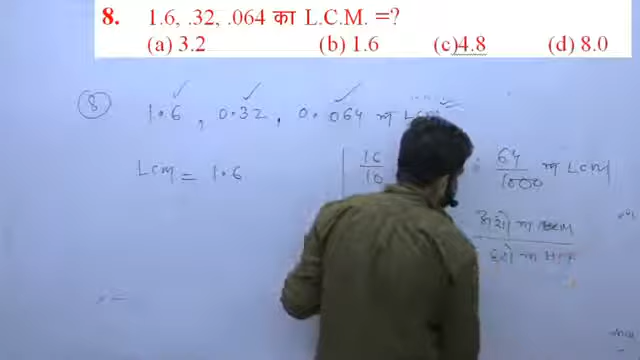 8. 1.6, .32, .064 का L.C.M. =?
(a) 3.2 (b) 1.6 (c) 4.8 (d) 8.0
8 1.6, 0.32, 0.064 का LCM
LCM = 1.6
16/10 64/1000 का LCM
का
का